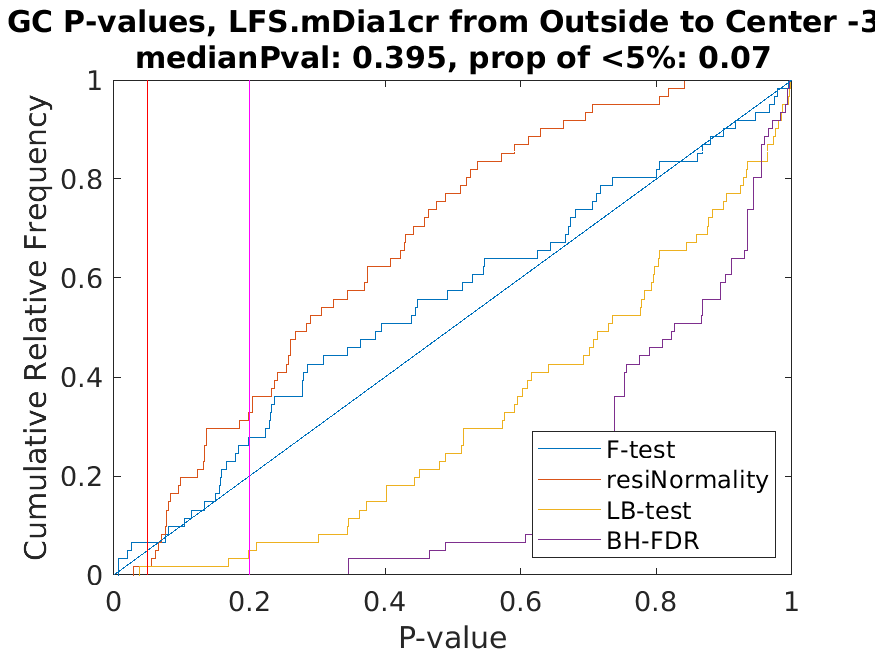 GC P-values, LFS.mDia1cr from Outside to Center -3
medianPval: 0.395, prop of <5%: 0.07
Cumulative Relative Frequency
1
0.8
0.6
0.4
0.2
0
F-test
resiNormality
LB-test
BH-FDR
0 0.2 0.4 0.6 0.8 1
P-value